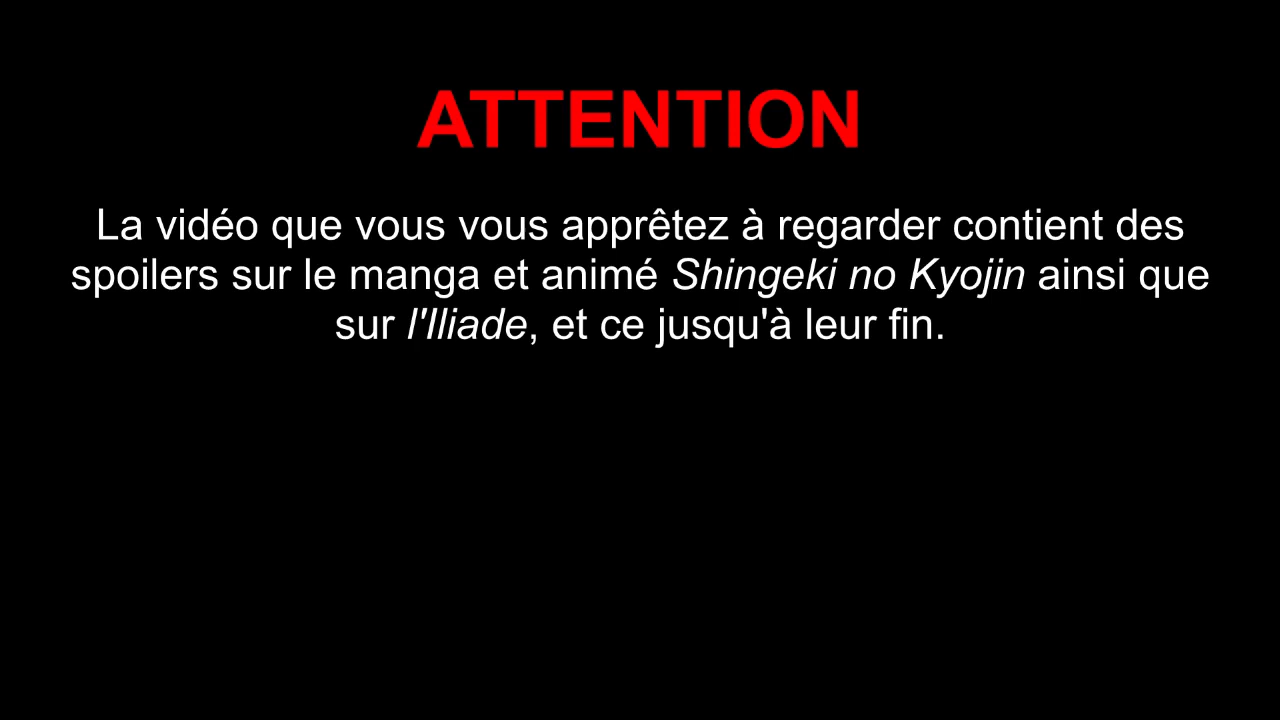 ATTENTION
La vidéo que vous vous apprêtez à regarder contient des
spoilers sur le manga et animé Shingeki no Kyojin ainsi que
sur l'Iliade, et ce jusqu'à leur fin.